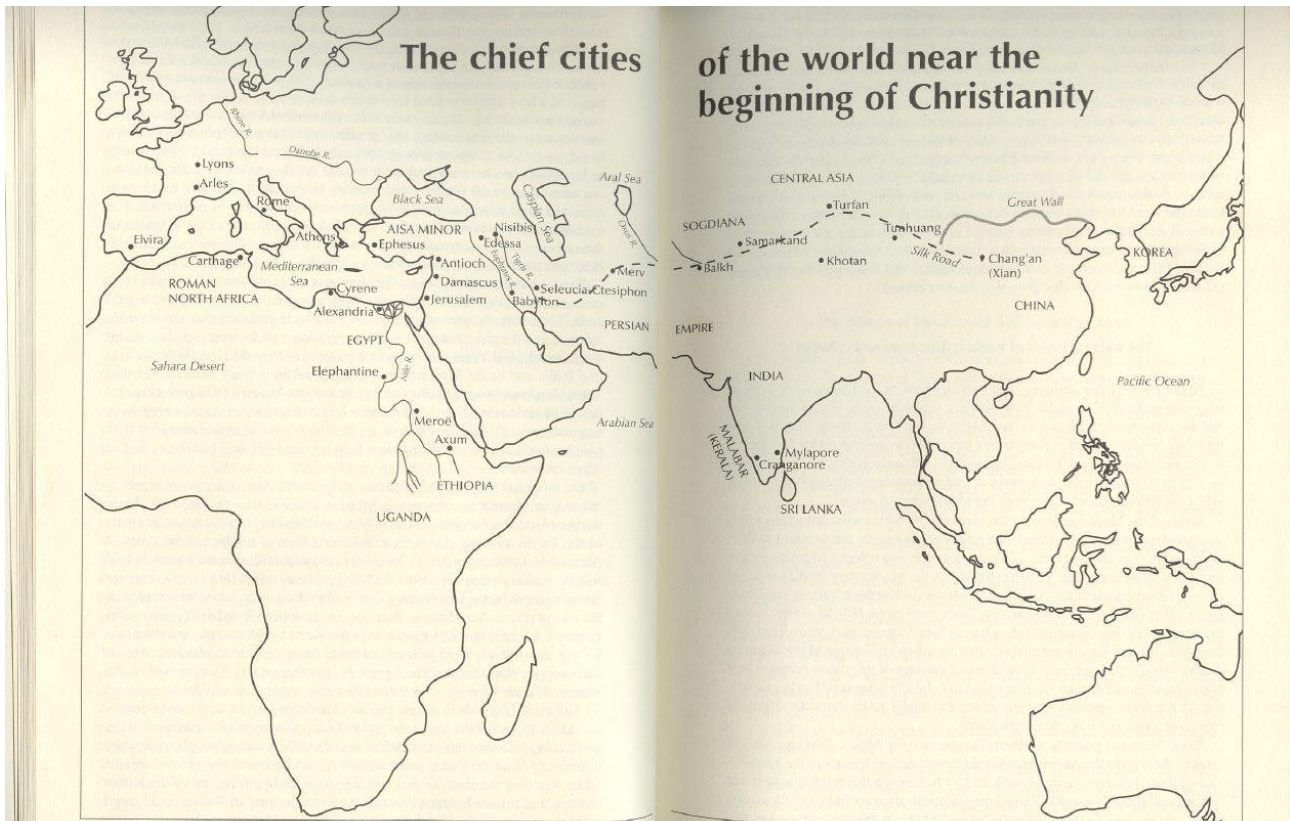 The chief cities
of the world near the
beginning of Christianity
Rhine R.
Danube R.
Lyons
Arles
Rome
Black Sea
Caspian Sea
Aral Sea
Oxus R.
CENTRAL ASIA
Turfan
Great Wall
SOGDIANA
Samarkand
Tunhuang
Silk Road
KOREA
Elvira
Athens
AISA MINOR
Ephesus
Nisibis
Edessa
Carthage
Mediterranean
Sea
Antioch
Euphrates R.
Tigris R.
Merv
Balkh
Khotan
Chang'an
(Xian)
ROMAN
NORTH AFRICA
Cyrene
Damascus
Seleucia-Ctesiphon
Alexandria
Jerusalem
Babylon
CHINA
PERSIAN
EMPIRE
EGYPT
Sahara Desert
Elephantine
Nile R.
INDIA
Pacific Ocean
Meroë
Arabian Sea
Axum
MALABAR
(KERALA)
Mylapore
Cranganore
ETHIOPIA
UGANDA
SRI LANKA